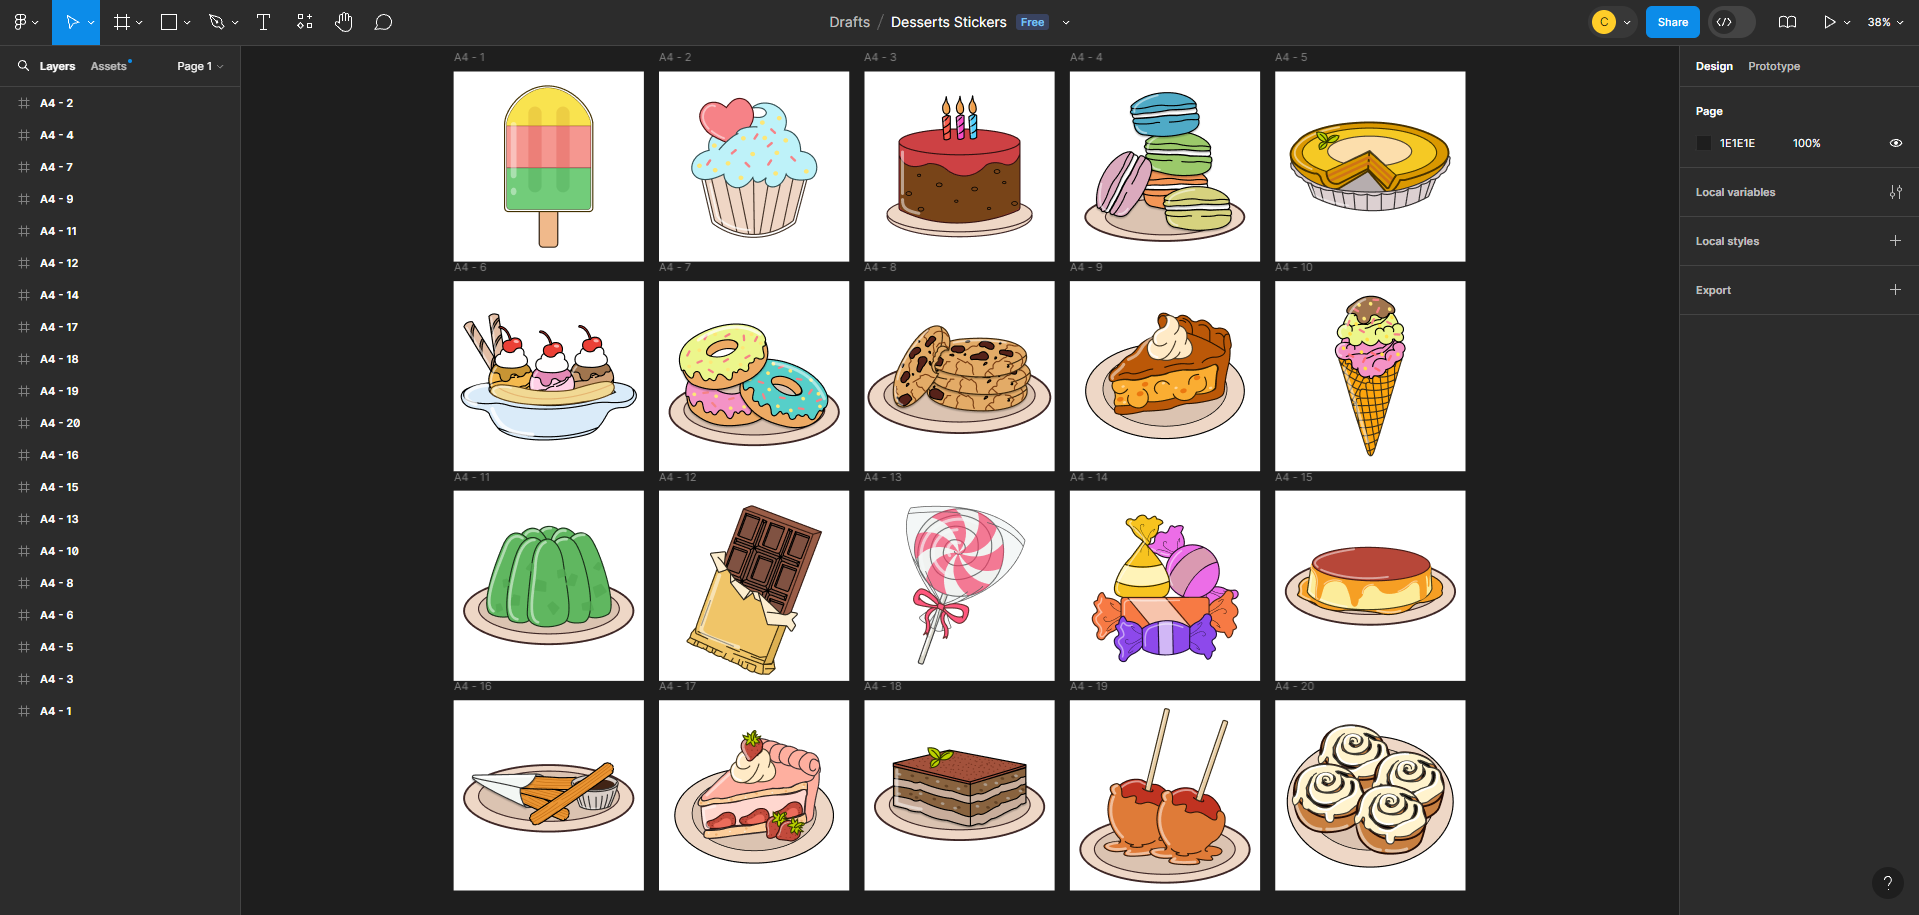 Drafts / Desserts Stickers Free
C
Share
38%
Layers Assets Page 1
A4 - 2
A4 - 4
A4 - 7
A4 - 9
A4 - 11
A4 - 12
A4 - 14
A4 - 17
A4 - 18
A4 - 19
A4 - 20
A4 - 16
A4 - 15
A4 - 13
A4 - 10
A4 - 8
A4 - 6
A4 - 5
A4 - 3
A4 - 1
A4 - 1 A4 - 2 A4 - 3 A4 - 4 A4 - 5
A4 - 6 A4 - 7 A4 - 8 A4 - 9 A4 - 10
A4 - 11 A4 - 12 A4 - 13 A4 - 14 A4 - 15
A4 - 16 A4 - 17 A4 - 18 A4 - 19 A4 - 20
Design Prototype
Page
1E1E1E 100%
Local variables
Local styles
Export
?